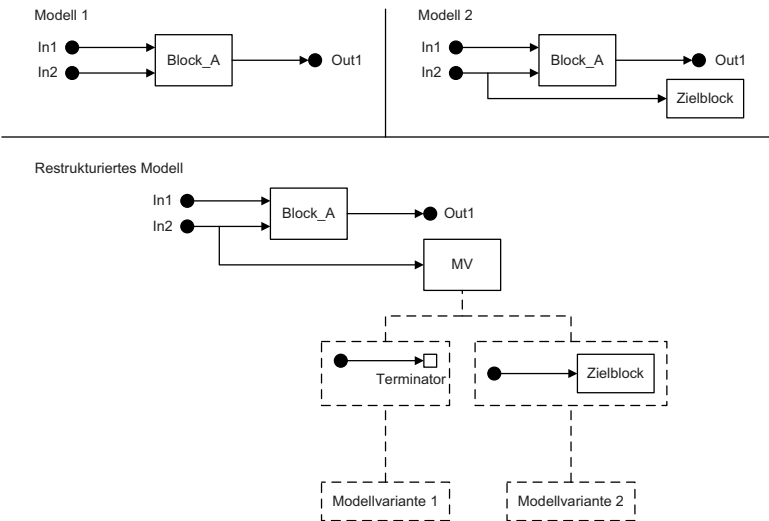 Modell 1
In1
In2
Block_A
Out1
Modell 2
In1
In2
Block_A
Out1
Zielblock
Restrukturiertes Modell
In1
In2
Block_A
Out1
MV
Terminator
Zielblock
Modellvariante 1
Modellvariante 2